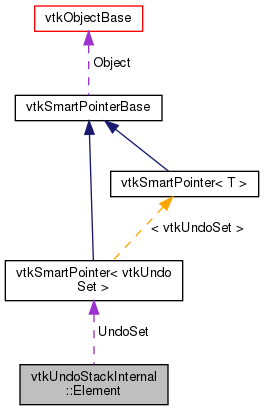 vtkObjectBase
Object
vtkSmartPointerBase
vtkSmartPointer< T >
< vtkUndoSet >
vtkSmartPointer< vtkUndo
Set >
UndoSet
vtkUndoStackInternal
::Element